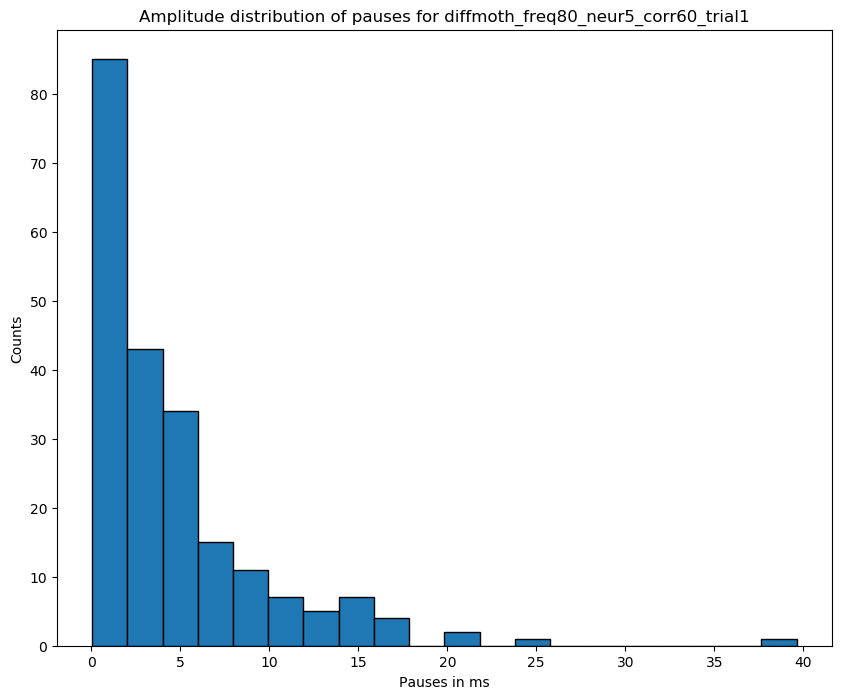 Amplitude distribution of pauses for diffmoth_freq80_neur5_corr60_trial1
Counts
80
70
60
50
40
30
20
10
0
0 5 10 15 20 25 30 35 40
Pauses in ms